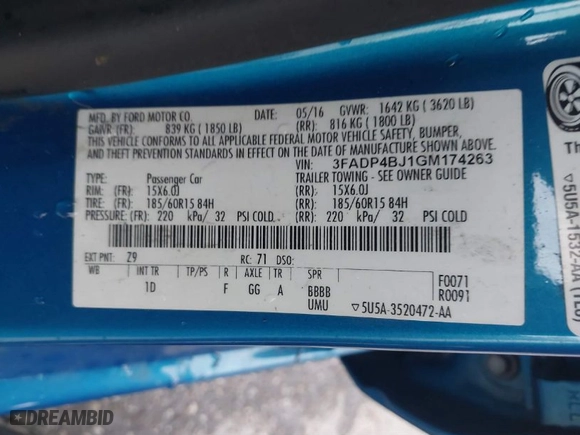 MFD. BY FORD MOTOR CO.
DATE: 05/16 GVWR: 1642 KG ( 3620 LB)
GAWR (FR): 839 KG ( 1850 LB) (RR): 816 KG ( 1800 LB)
THIS VEHICLE CONFORMS TO ALL APPLICABLE FEDERAL MOTOR VEHICLE SAFETY, BUMPER,
AND THEFT PREVENTION STANDARDS IN EFFECT ON THE DATE OF MANUFACTURE SHOWN ABOVE.
VIN: 3FADP4BJ1GM174263
TYPE: Passenger Car TRAILER TOWING - SEE OWNER GUIDE
RIM: (FR): 15X6.0J (RR): 15X6.0J
TIRE: (FR): 185/60R15 84H (RR): 185/60R15 84H
PRESSURE: (FR): 220 kPa/ 32 PSI COLD (RR): 220 kPa/ 32 PSI COLD
EXT PNT: Z9 RC: 71 DSO:
WB INT TR TP/PS R AXLE TR SPR
1D F GG A BBBB
UMU
F0071
R0091
▽5U5A-3520472-AA
Th
▽5U5A-1532-AA
DREAMBID